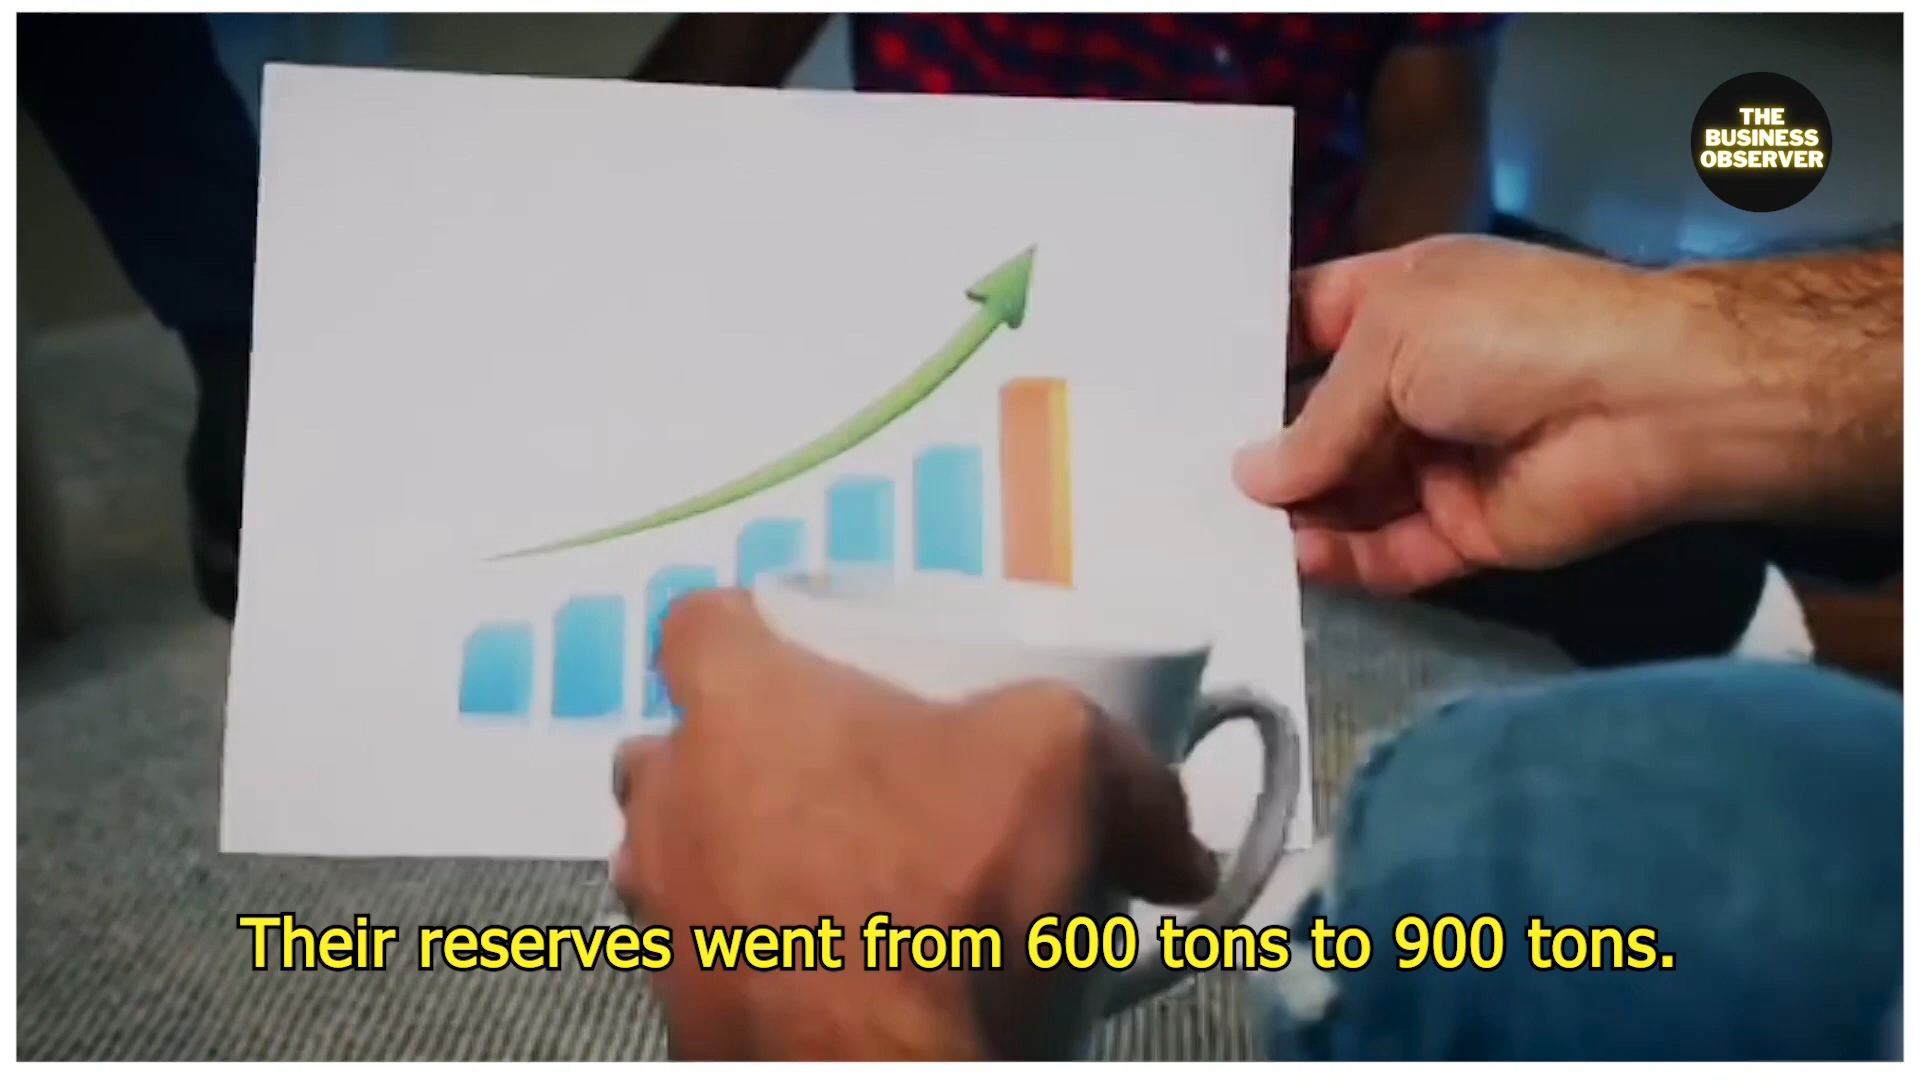 THE
BUSINESS
OBSERVER
Their reserves went from 600 tons to 900 tons.